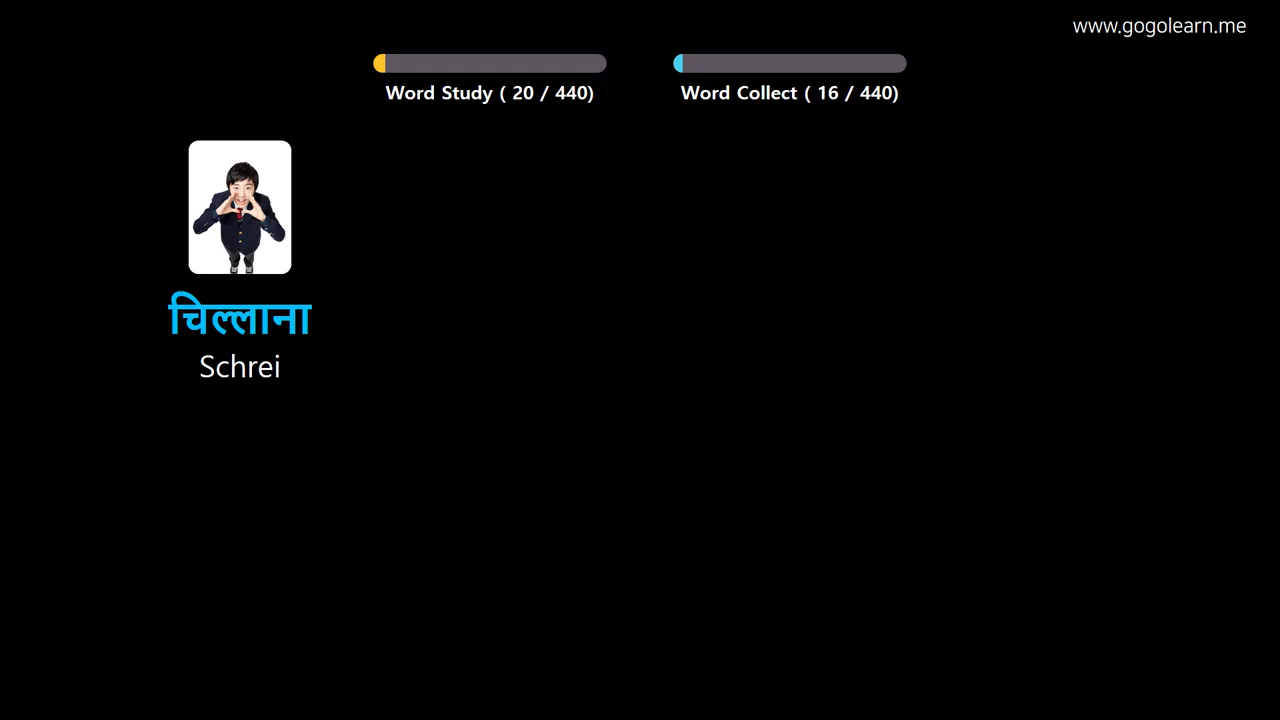 www.gogolearn.me
Word Study ( 20 / 440)
Word Collect ( 16 / 440)
चिल्लाना
Schrei